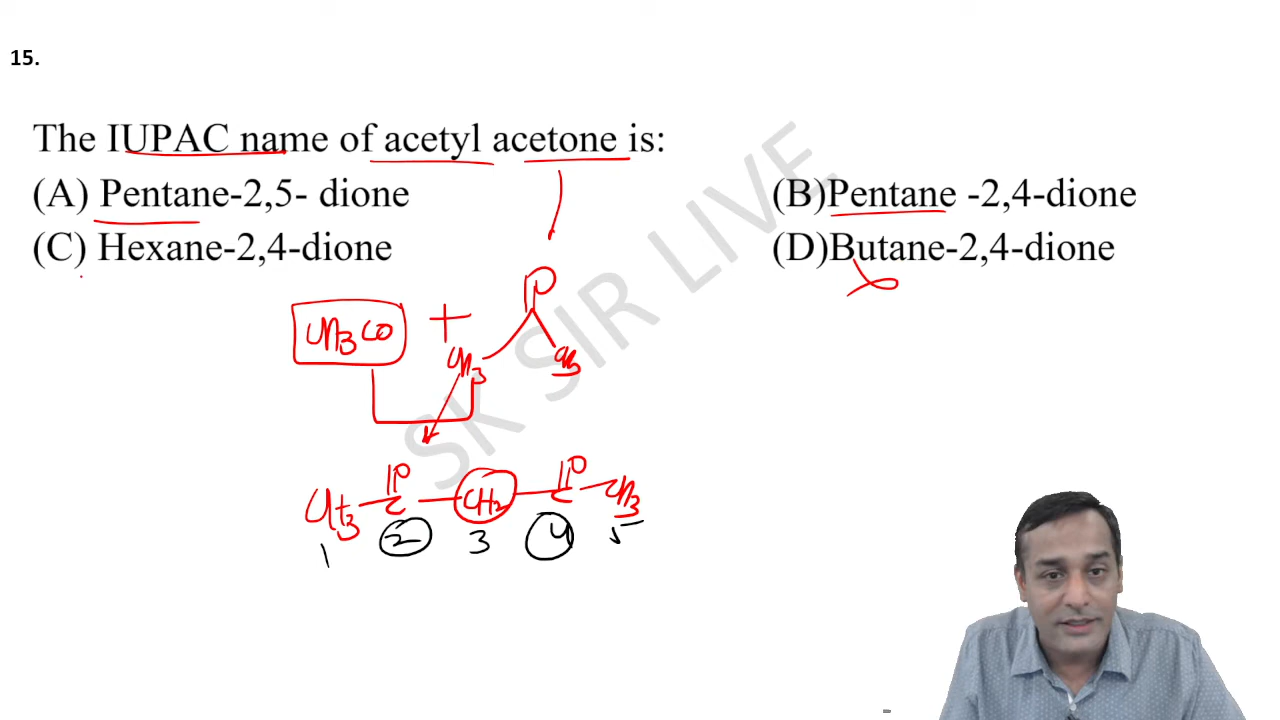 15.
The IUPAC name of acetyl acetone is:
(A) Pentane-2,5- dione
(B)Pentane -2,4-dione
(C) Hexane-2,4-dione
(D)Butane-2,4-dione
SK SIR LIVE
CH3CO + CH3 CH3
CH3 C CH2 C CH3
1 2 3 4 5